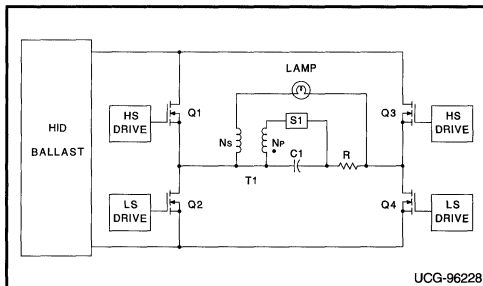 LAMP
HID
BALLAST
HS
DRIVE
Q1
S1
Q3
HS
DRIVE
Ns
Np
C1
R
T1
LS
DRIVE
Q2
Q4
LS
DRIVE
UCG-96228